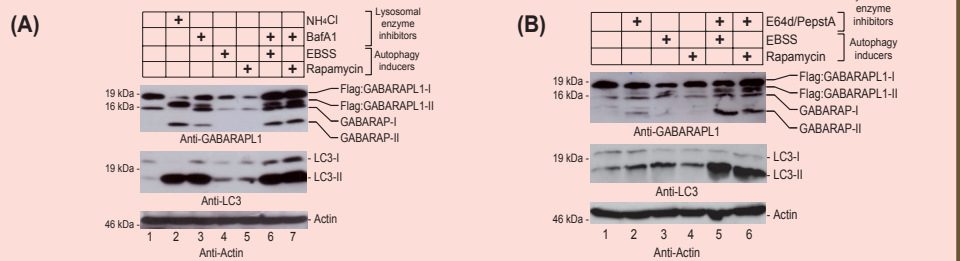 (A)
NH4Cl
BafA1
EBSS
Rapamycin
Lysosomal
enzyme
inhibitors
Autophagy
inducers
+
+ + +
+ +
+ +
19 kDa
16 kDa
Flag:GABARAPL1-I
Flag:GABARAPL1-II
GABARAP-I
GABARAP-II
Anti-GABARAPL1
19 kDa
LC3-I
LC3-II
Anti-LC3
46 kDa
Actin
1 2 3 4 5 6 7
Anti-Actin
(B)
enzyme
inhibitors
E64d/PepstA
EBSS
Rapamycin
Autophagy
inducers
+ + +
+ +
+ +
19 kDa
16 kDa
Flag:GABARAPL1-I
Flag:GABARAPL1-II
GABARAP-I
GABARAP-II
Anti-GABARAPL1
19 kDa
LC3-I
LC3-II
Anti-LC3
46 kDa
Actin
1 2 3 4 5 6
Anti-Actin